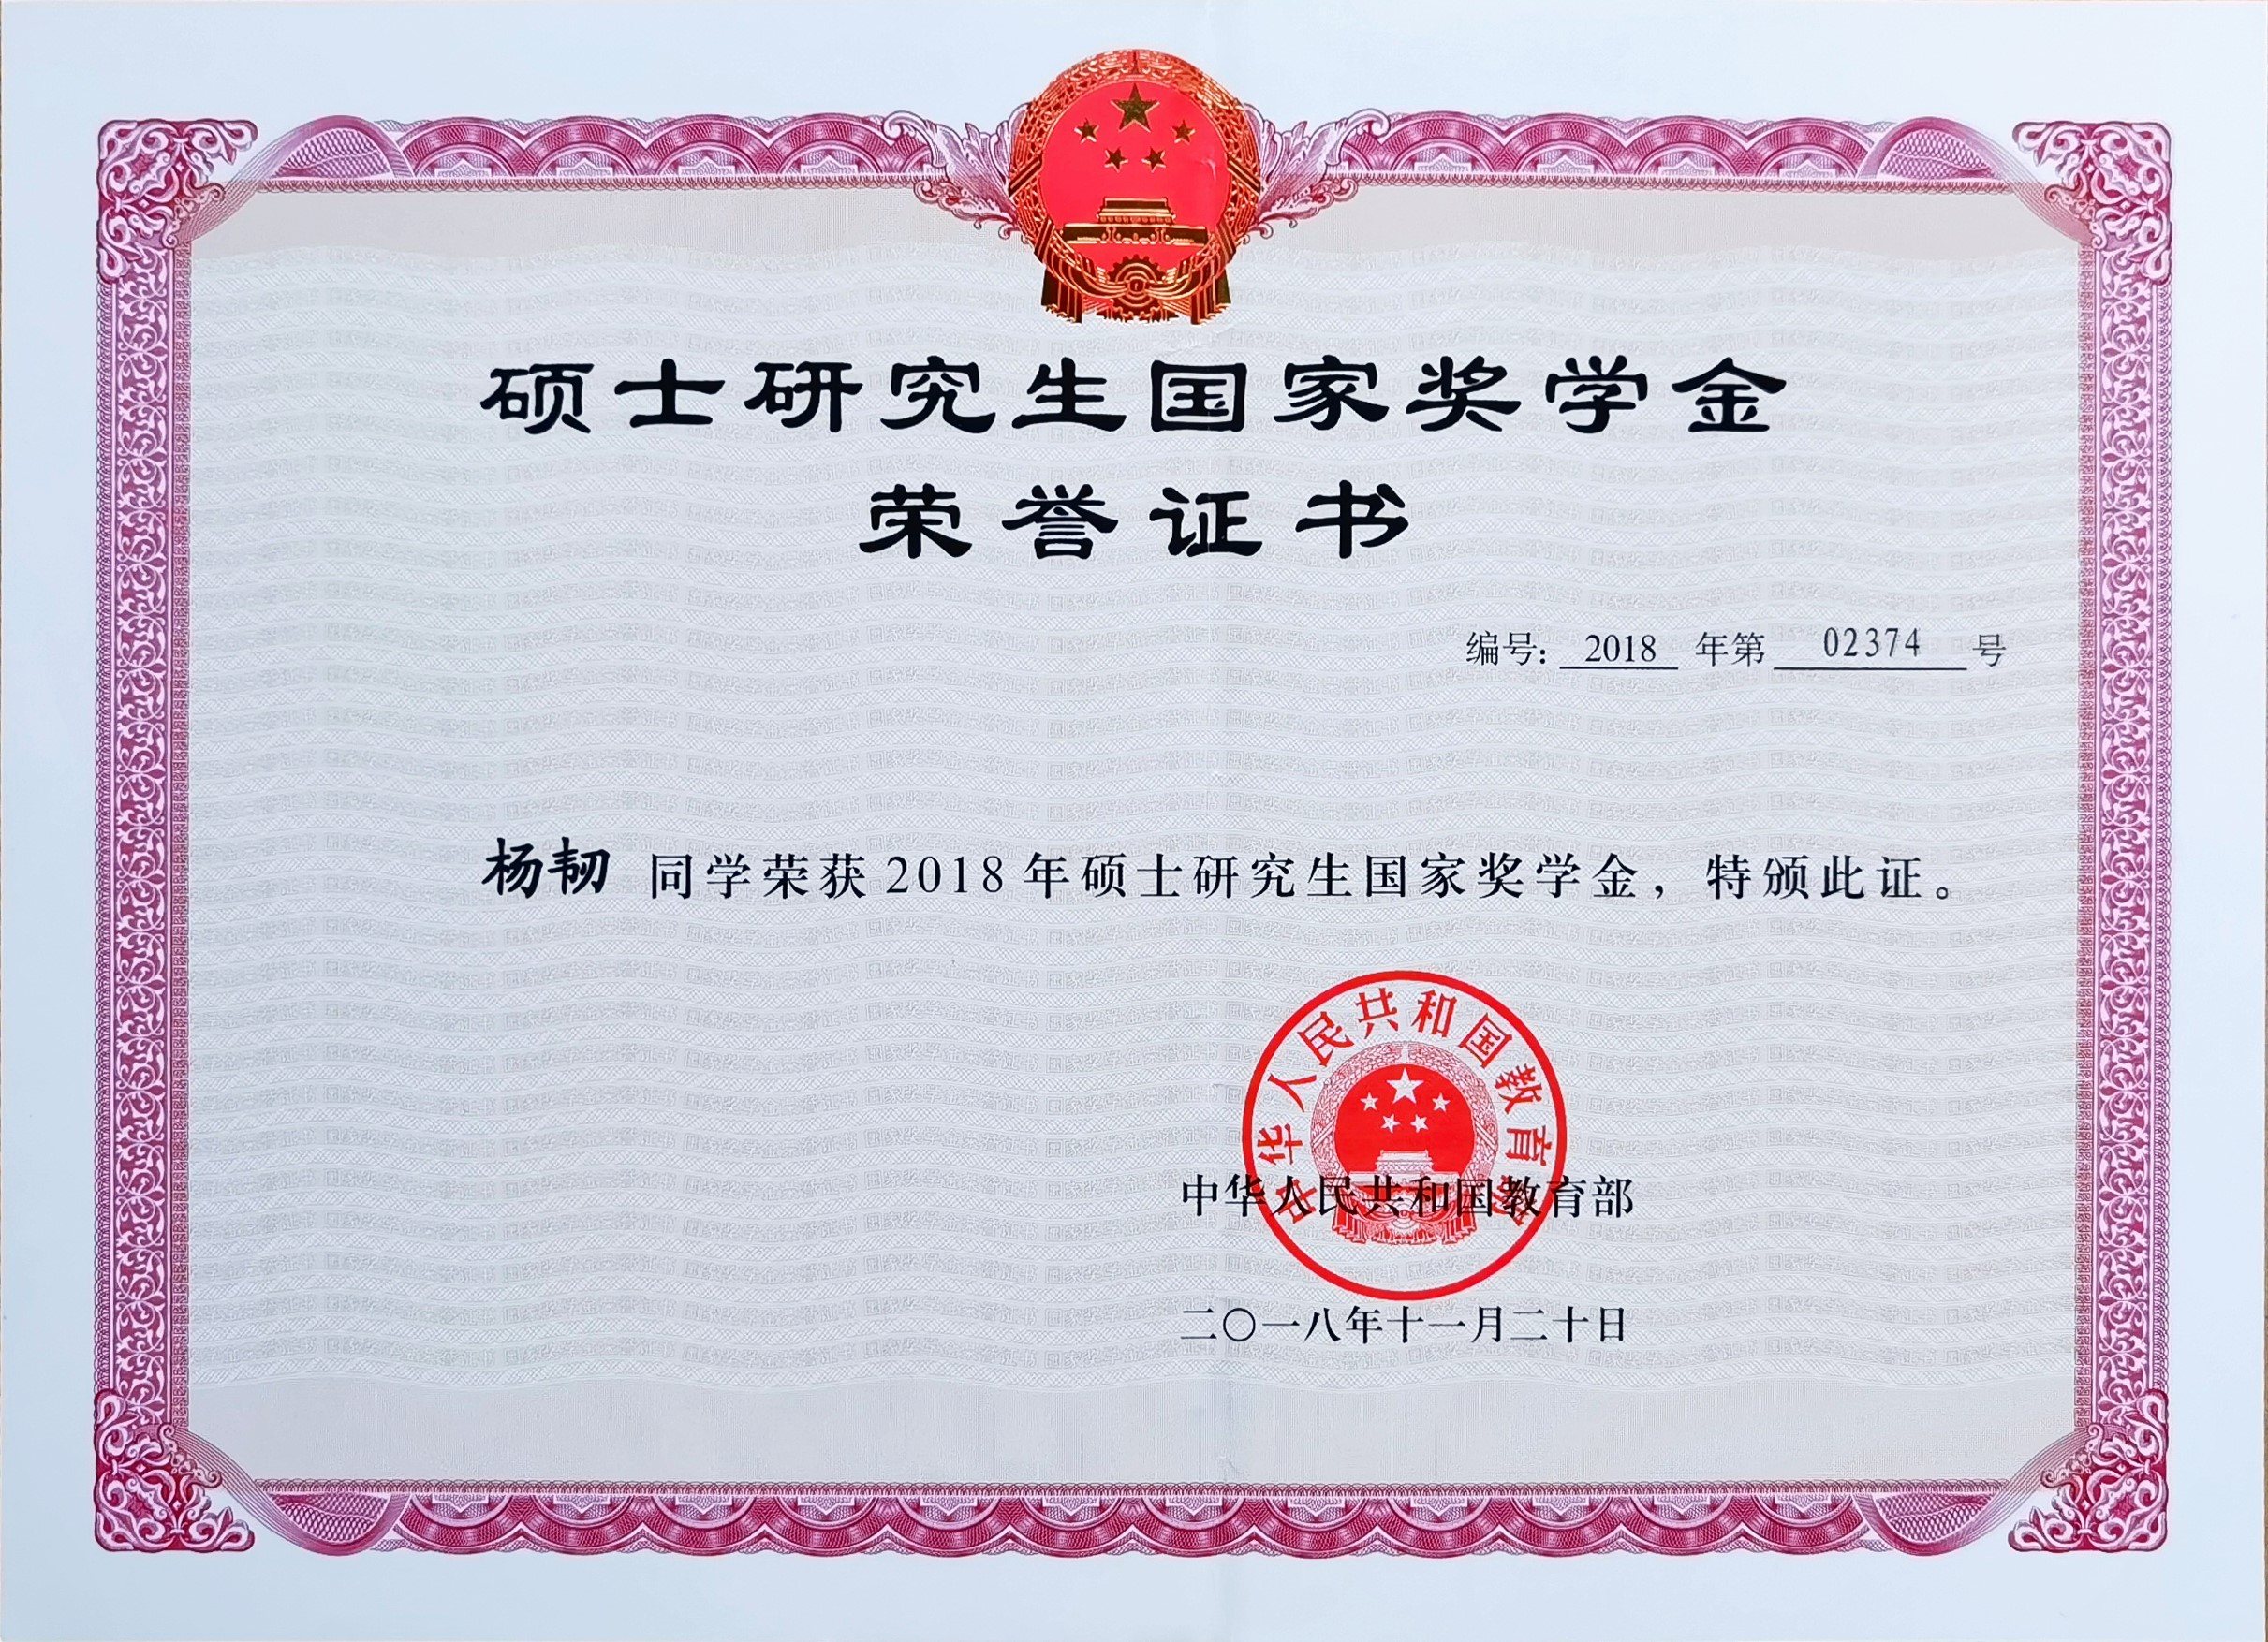 硕士研究生国家奖学金
荣誉证书
编号: 2018 年第 02374 号
杨韧 同学荣获2018年硕士研究生国家奖学金，特颁此证。
中华人民共和国教育部
中华人民共和国教育部
二〇一八年十一月二十日